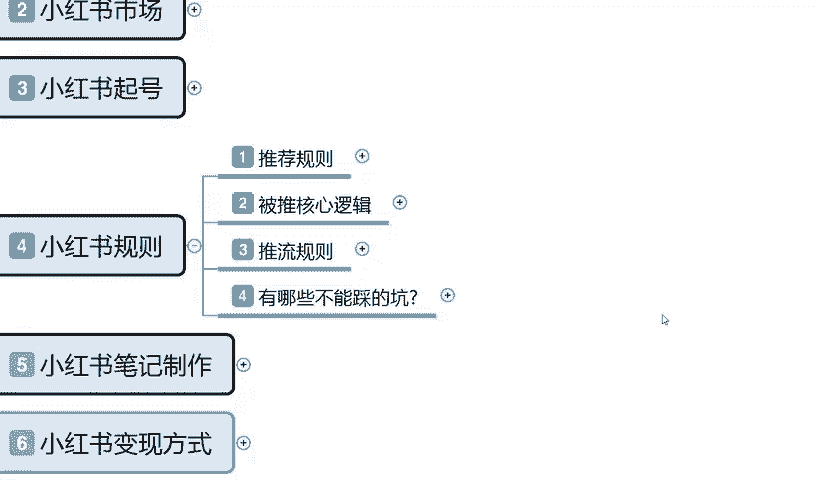 2 小红书市场
3 小红书起号
4 小红书规则
1 推荐规则
2 被推核心逻辑
3 推流规则
4 有哪些不能踩的坑?
5 小红书笔记制作
6 小红书变现方式